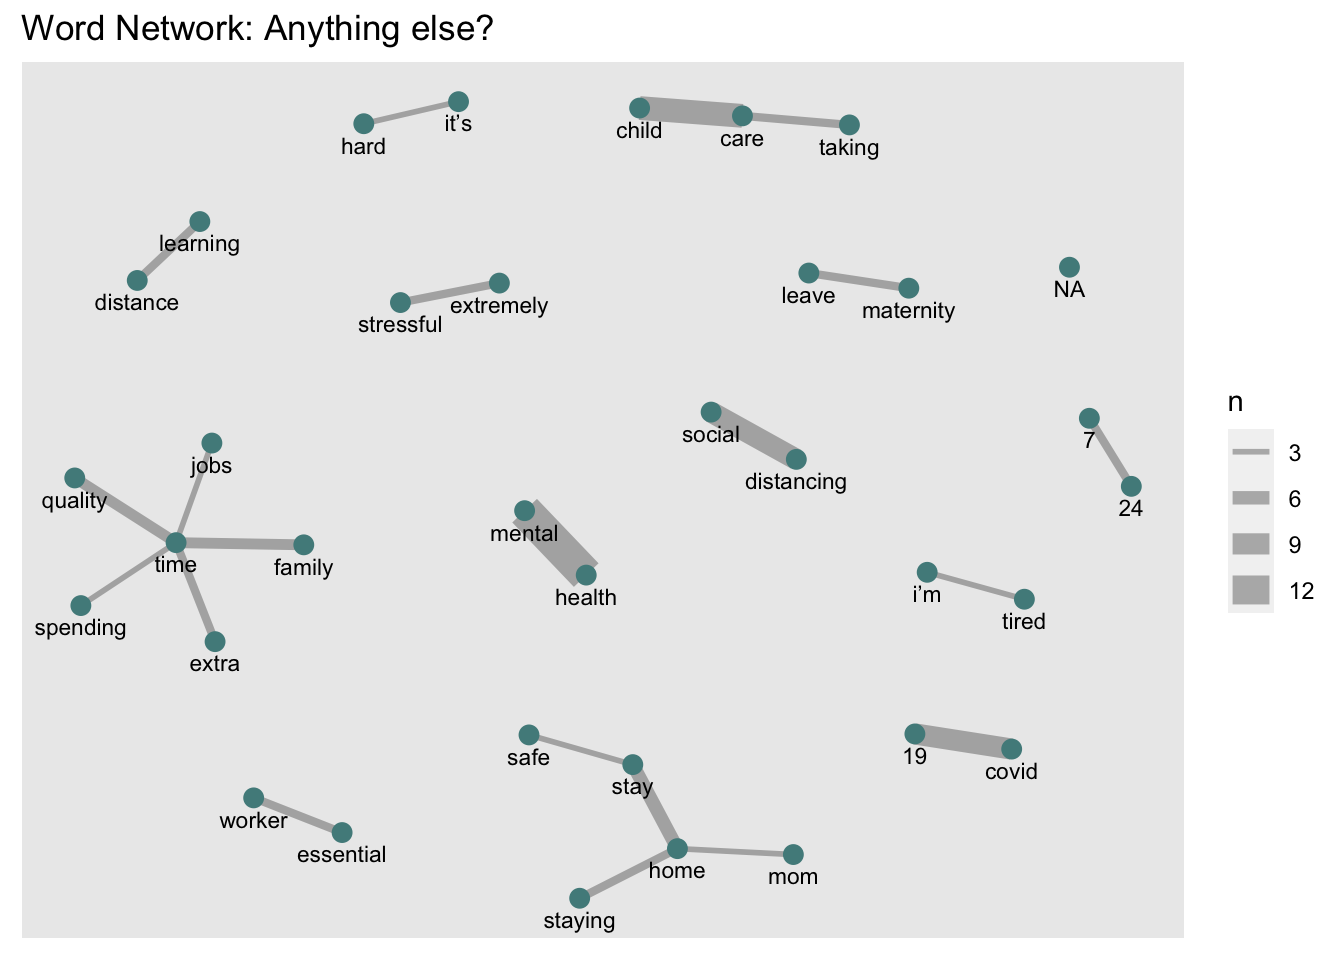 Word Network: Anything else?
it’s
hard
child
care
taking
learning
distance
extremely
stressful
leave
maternity
NA
social
distancing
7
24
jobs
quality
time
family
spending
extra
mental
health
i’m
tired
safe
stay
home
mom
staying
19
covid
worker
essential
n
3
6
9
12